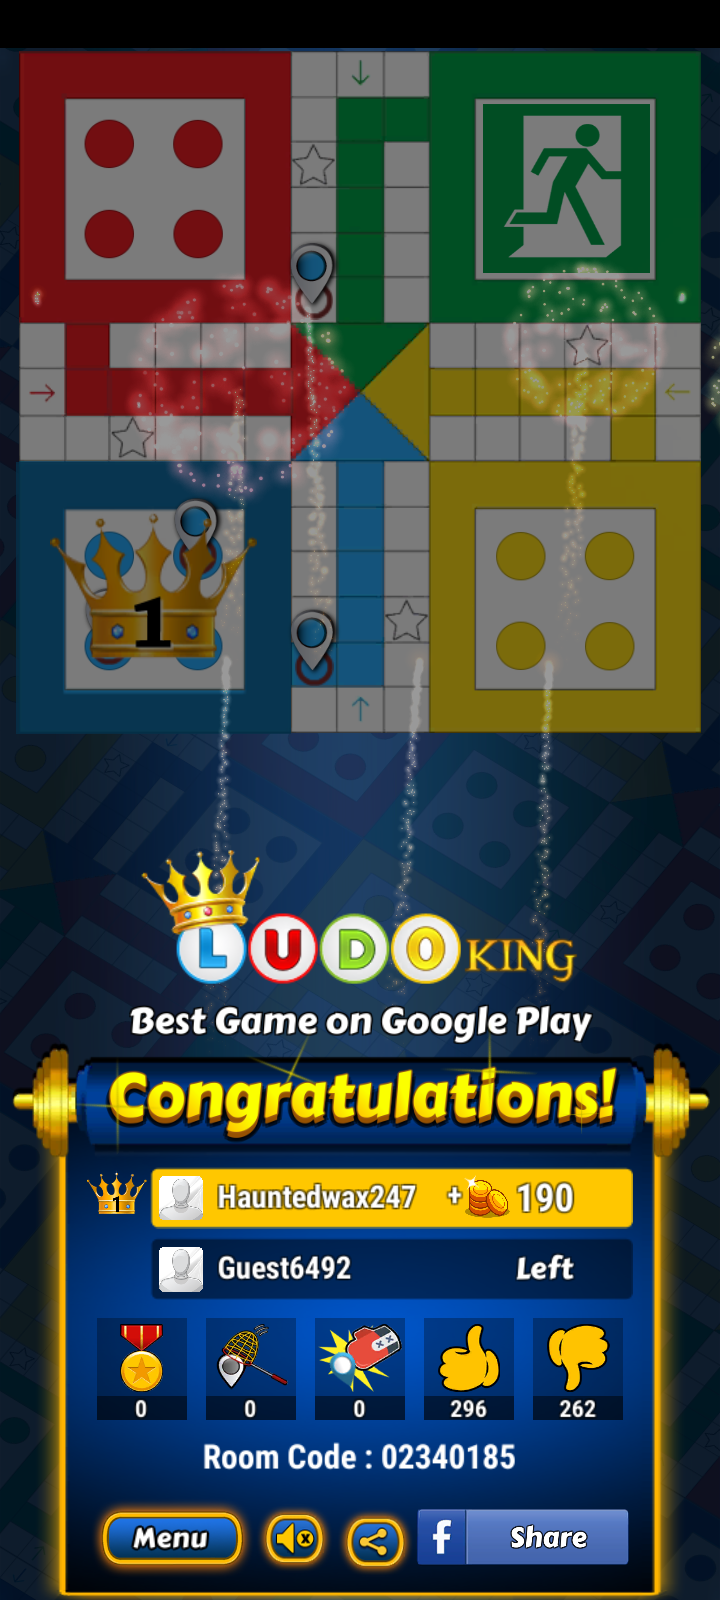 1
LUDO KING
Best Game on Google Play
Congratulations!
1 Hauntedwax247 + 190
Guest6492 Left
0 0 0 296 262
Room Code : 02340185
Menu f Share